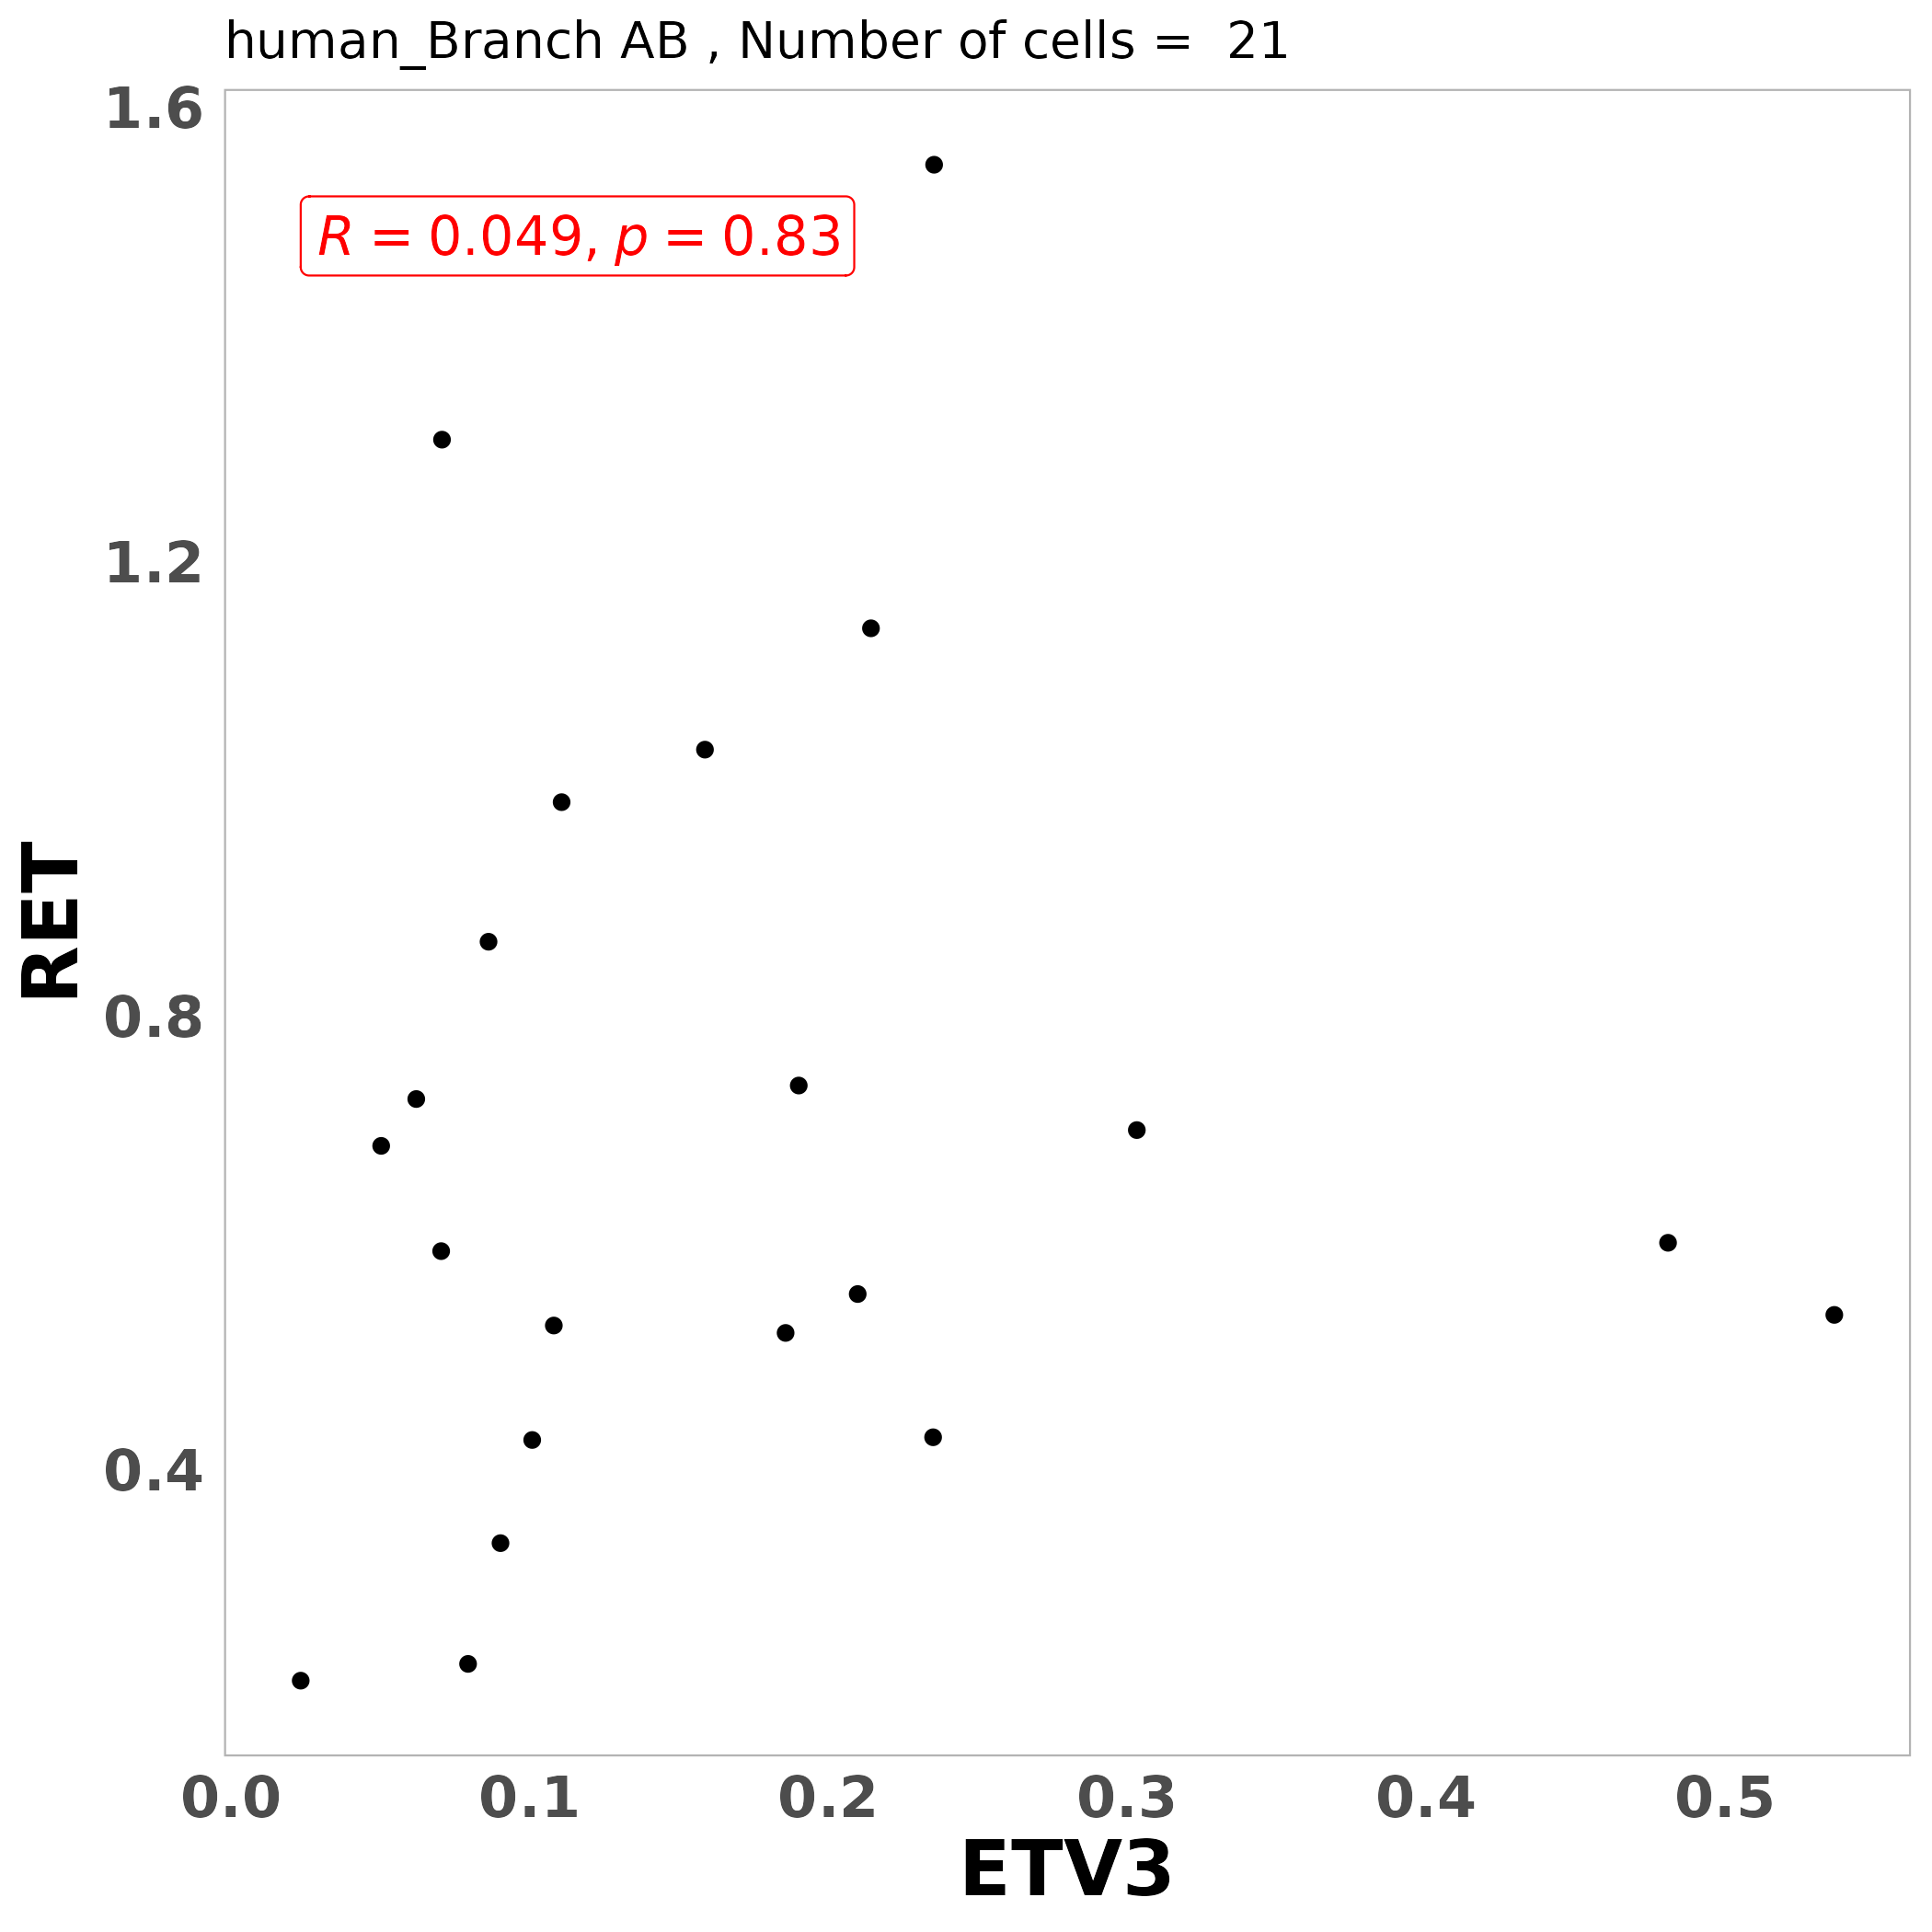 human_Branch AB , Number of cells =  21
1.6
R = 0.049, p = 0.83
1.2
RET
0.8
0.4
0.0 0.1 0.2 0.3 0.4 0.5
ETV3